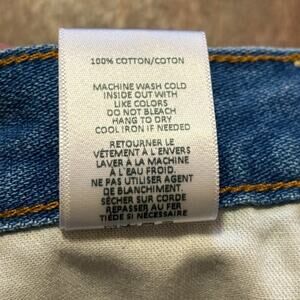 100% COTTON/COTON
MACHINE WASH COLD
INSIDE OUT WITH
LIKE COLORS
DO NOT BLEACH
HANG TO DRY
COOL IRON IF NEEDED
RETOURNER LE
VÊTEMENT À L'ENVERS
LAVER À LA MACHINE
À L'EAU FROID.
NE PAS UTILISER AGENT
DE BLANCHIMENT.
SÉCHER SUR CORDE
REPASSER AU FER
TIEDE SI NÉCESSAIRE